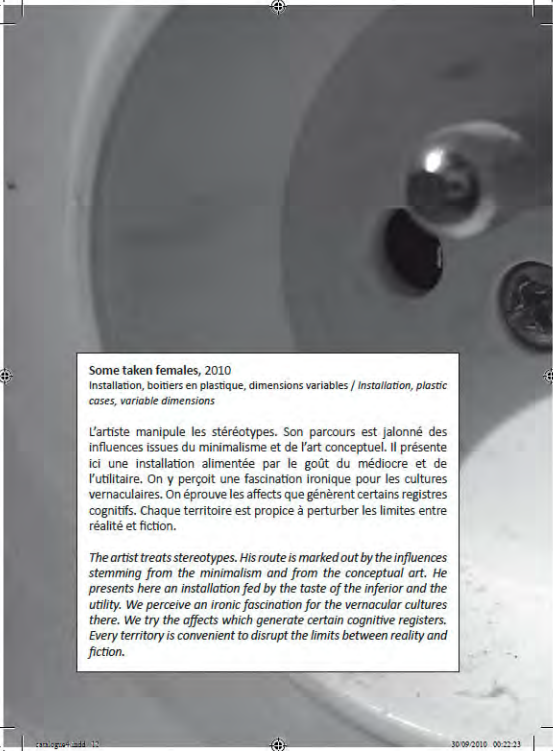 Some taken females, 2010
Installation, boitiers en plastique, dimensions variables / Installation, plastic
cases, variable dimensions
L'artiste manipule les stéréotypes. Son parcours est jalonné des
influences issues du minimalisme et de l'art conceptuel. Il présente
ici une installation alimentée par le goût du médiocre et de
l'utilitaire. On y perçoit une fascination ironique pour les cultures
vernaculaires. On éprouve les affects que génèrent certains registres
cognitifs. Chaque territoire est propice à perturber les limites entre
réalité et fiction.
The artist treats stereotypes. His route is marked out by the influences
stemming from the minimalism and from the conceptual art. He
presents here an installation fed by the taste of the inferior and the
utility. We perceive an ironic fascination for the vernacular cultures
there. We try the affects which generate certain cognitive registers.
Every territory is convenient to disrupt the limits between reality and
fiction.
30/09/2010 00:22:23